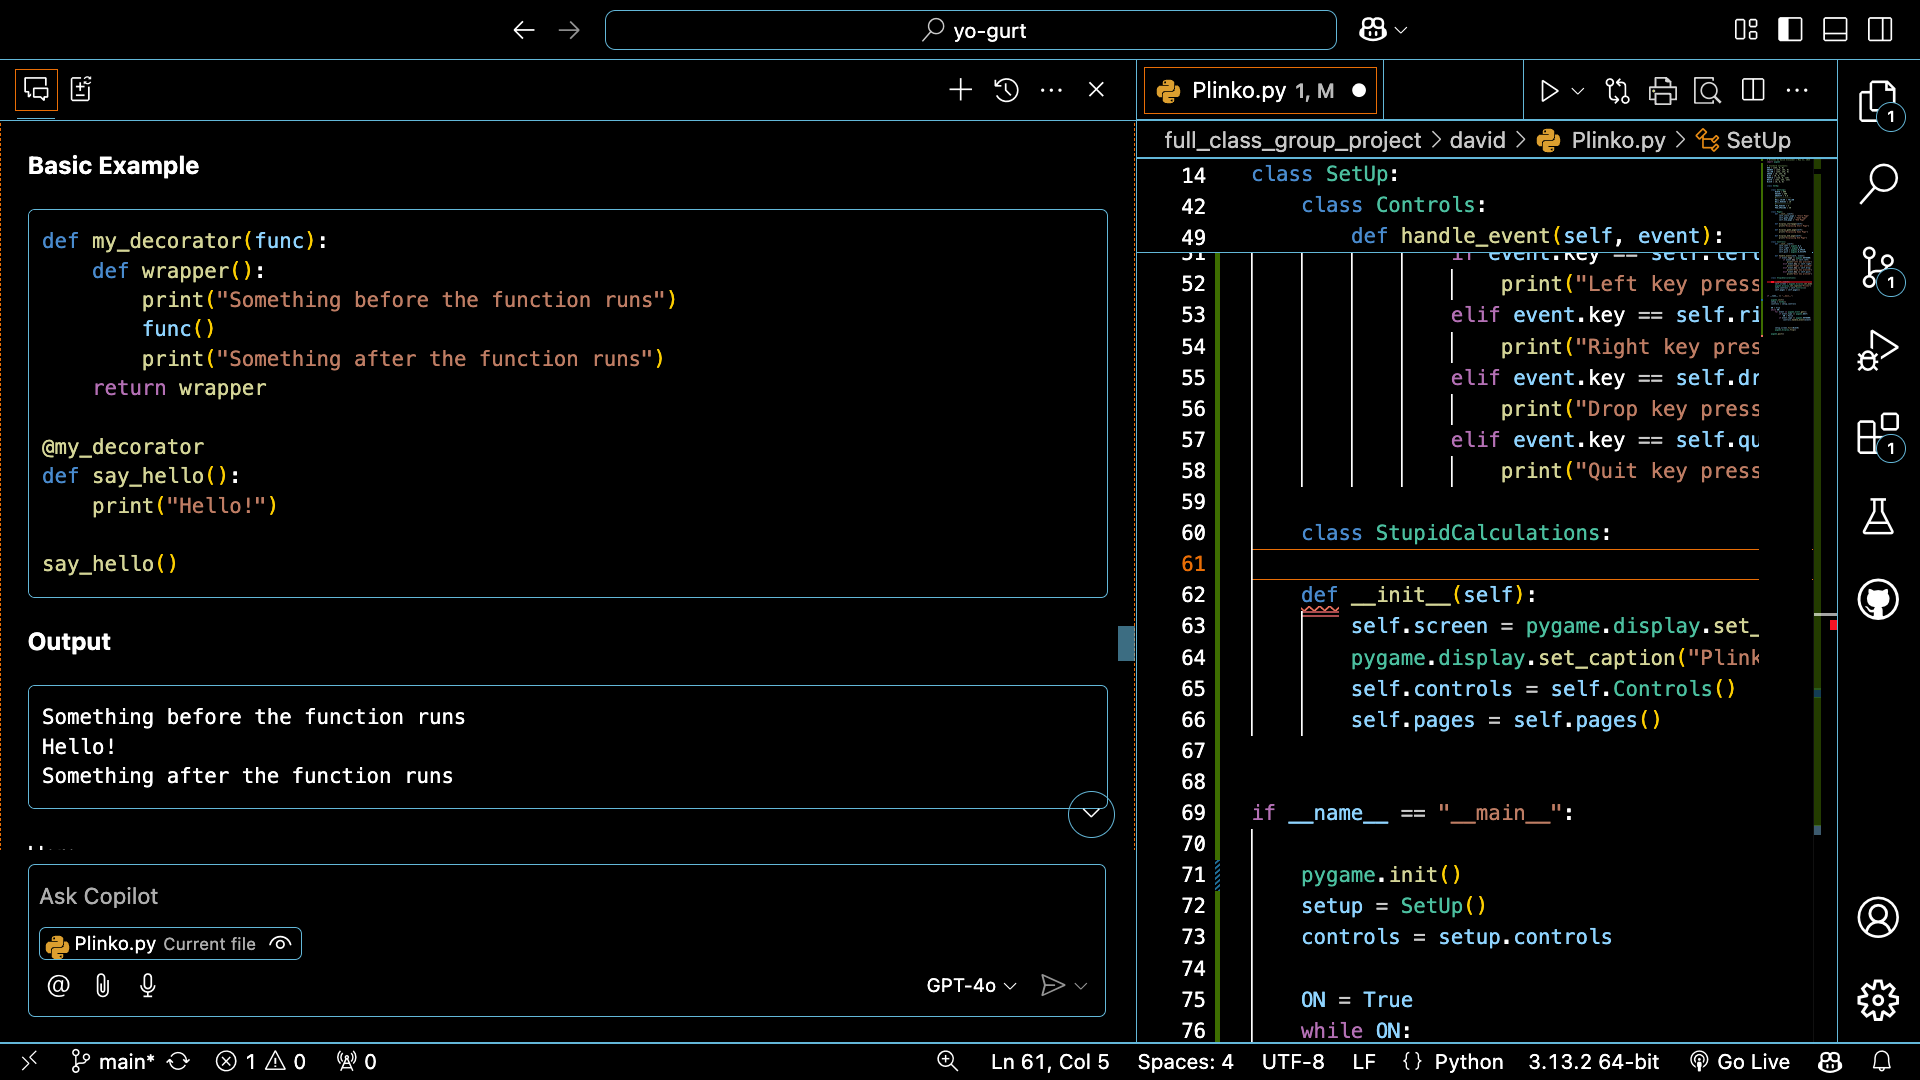 yo-gurt
Basic Example
def my_decorator(func):
    def wrapper():
        print("Something before the function runs")
        func()
        print("Something after the function runs")
    return wrapper
@my_decorator
def say_hello():
    print("Hello!")
say_hello()
Output
Something before the function runs
Hello!
Something after the function runs
Ask Copilot
Plinko.py Current file
@
GPT-4o
Plinko.py 1, M
full_class_group_project > david > Plinko.py > SetUp
14 class SetUp:
42     class Controls:
49         def handle_event(self, event):
51 if event.key == self.lef
52 print("Left key press
53 elif event.key == self.ri
54 print("Right key pres
55 elif event.key == self.dr
56 print("Drop key press
57 elif event.key == self.qu
58 print("Quit key press
59
60     class StupidCalculations:
61
62     def __init__(self):
63         self.screen = pygame.display.set_
64         pygame.display.set_caption("Plink
65         self.controls = self.Controls()
66         self.pages = self.pages()
67
68
69 if __name__ == "__main__":
70
71     pygame.init()
72     setup = SetUp()
73     controls = setup.controls
74
75     ON = True
76     while ON:
1
1
1
main* 1 0 0 Ln 61, Col 5 Spaces: 4 UTF-8 LF {} Python 3.13.2 64-bit Go Live